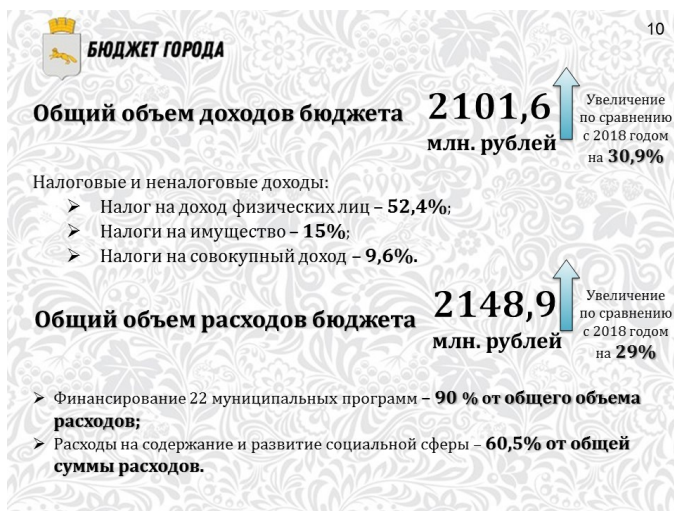 10
БЮДЖЕТ ГОРОДА
Общий объем доходов бюджета
2101,6
млн. рублей
Увеличение
по сравнению
с 2018 годом
на 30,9%
Налоговые и неналоговые доходы:
➢ Налог на доход физических лиц – 52,4%;
➢ Налоги на имущество – 15%;
➢ Налоги на совокупный доход – 9,6%.
Общий объем расходов бюджета
2148,9
млн. рублей
Увеличение
по сравнению
с 2018 годом
на 29%
➢ Финансирование 22 муниципальных программ – 90 % от общего объема
расходов;
➢ Расходы на содержание и развитие социальной сферы – 60,5% от общей
суммы расходов.